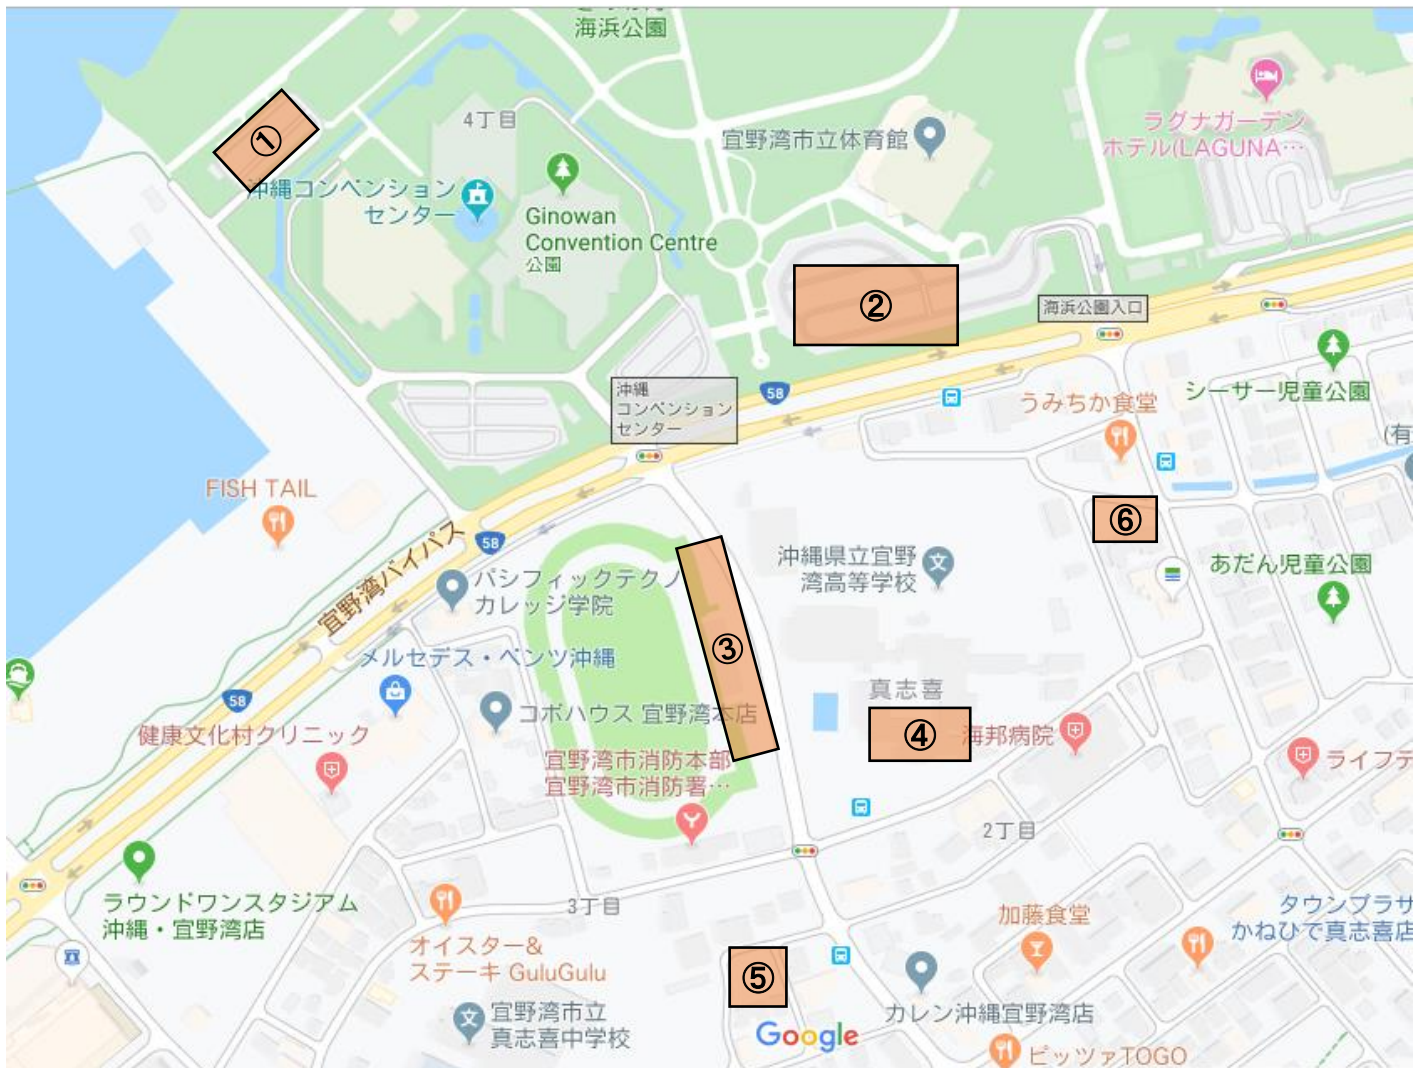 海浜公園
①
4丁目
宜野湾市立体育館
ラグナガーデン
ホテル(LAGUNA…
沖縄コンベンション
センター
Ginowan
Convention Centre
公園
②
海浜公園入口
沖縄
コンベンション
センター
58
シーサー児童公園
うみちか食堂
(有
FISH TAIL
宜野湾バイパス
58
⑥
沖縄県立宜野
湾高等学校
あだん児童公園
パシフィックテクノ
カレッジ学院
③
メルセデス・ベンツ沖縄
58
真志喜
コボハウス 宜野湾本店
健康文化村クリニック
④
海邦病院
宜野湾市消防本部
宜野湾市消防署…
ライフテ
2丁目
ラウンドワンスタジアム
沖縄・宜野湾店
3丁目
加藤食堂
タウンプラザ
かねひで真志喜店
オイスター&
ステーキ GuluGulu
⑤
宜野湾市立
真志喜中学校
カレン沖縄宜野湾店
Google
ピッツァTOGO